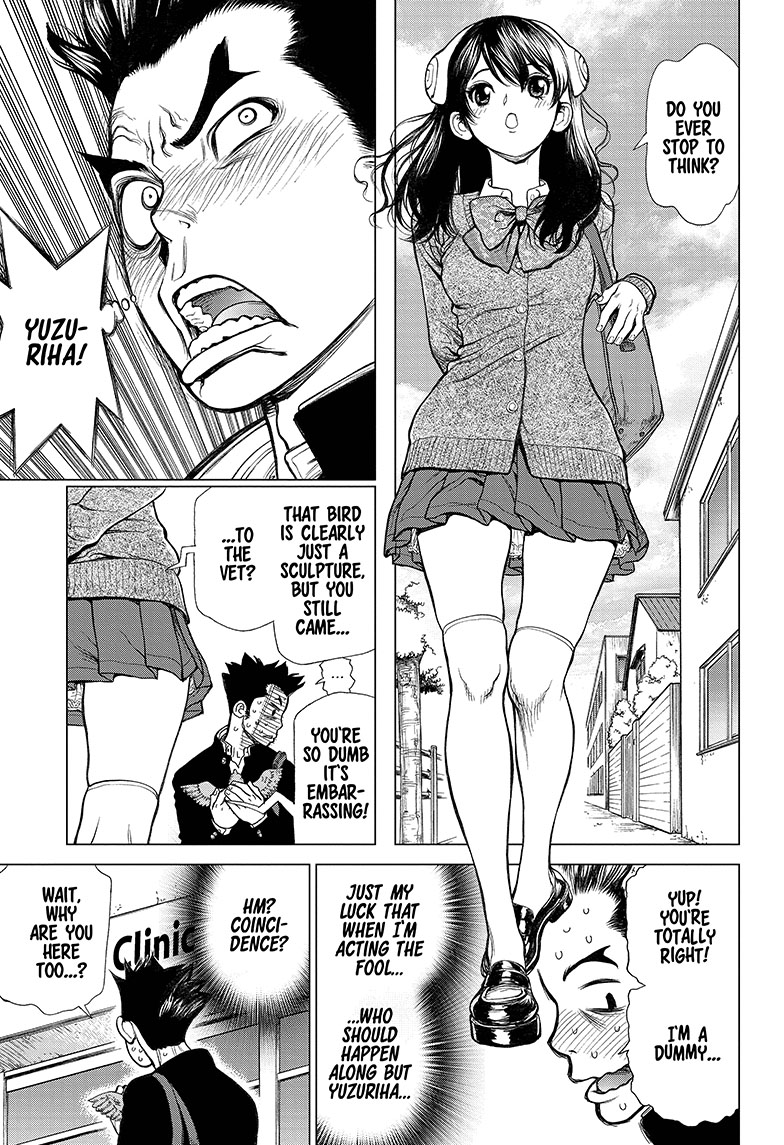 DO YOU
EVER
STOP TO
THINK?
YUZU-
RIHA!
THAT BIRD
IS CLEARLY
JUST A
SCULPTURE,
BUT YOU
STILL
CAME...
...TO
THE
VET?
...
YOU'RE
SO DUMB
IT'S
EMBAR-
RASSING!
YUP!
YOU'RE
TOTALLY
RIGHT!
I'M A
DUMMY...
JUST MY
LUCK THAT
WHEN I'M
ACTING THE
FOOL...
...WHO
SHOULD
HAPPEN
ALONG BUT
YUZURIHA...
HM?
COINCI-
DENCE?
WAIT,
WHY
ARE YOU
HERE
TOO...?
Clinic